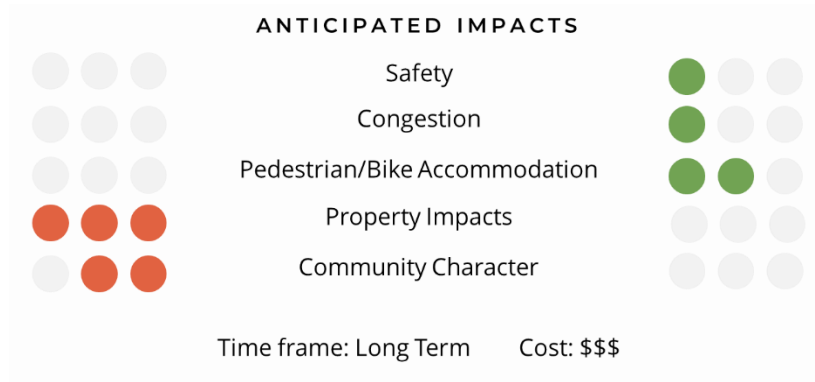 ANTICIPATED IMPACTS
Safety
Congestion
Pedestrian/Bike Accommodation
Property Impacts
Community Character
Time frame: Long Term Cost: $$$